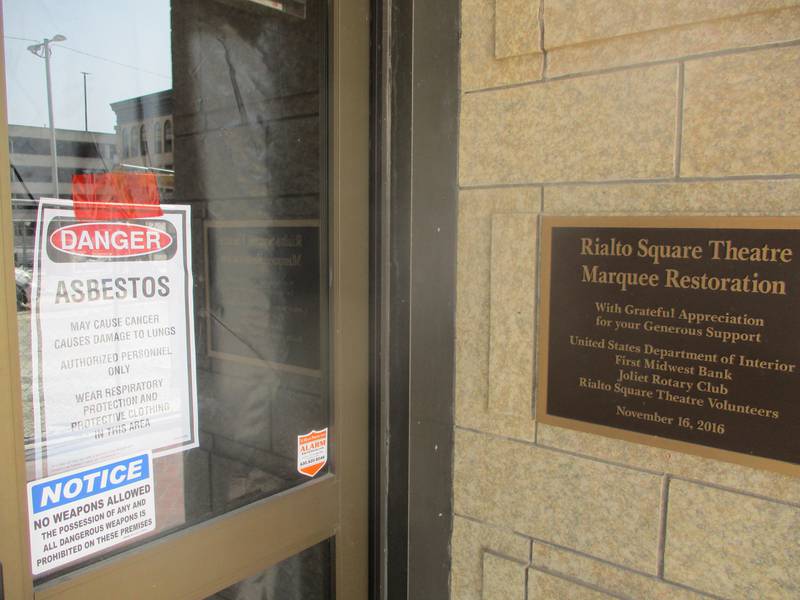 DANGER
ASBESTOS
MAY CAUSE CANCER
CAUSES DAMAGE TO LUNGS
AUTHORIZED PERSONNEL
ONLY
WEAR RESPIRATORY
PROTECTION AND
PROTECTIVE CLOTHING
IN THIS AREA
NOTICE
NO WEAPONS ALLOWED
THE POSSESSION OF ANY AND
ALL DANGEROUS WEAPONS IS
PROHIBITED ON THESE PREMISES
ALARM
Rialto Square Theatre
Marquee Restoration
With Grateful Appreciation
for your Generous Support
United States Department of Interior
First Midwest Bank
Joliet Rotary Club
Rialto Square Theatre Volunteers
November 16, 2016